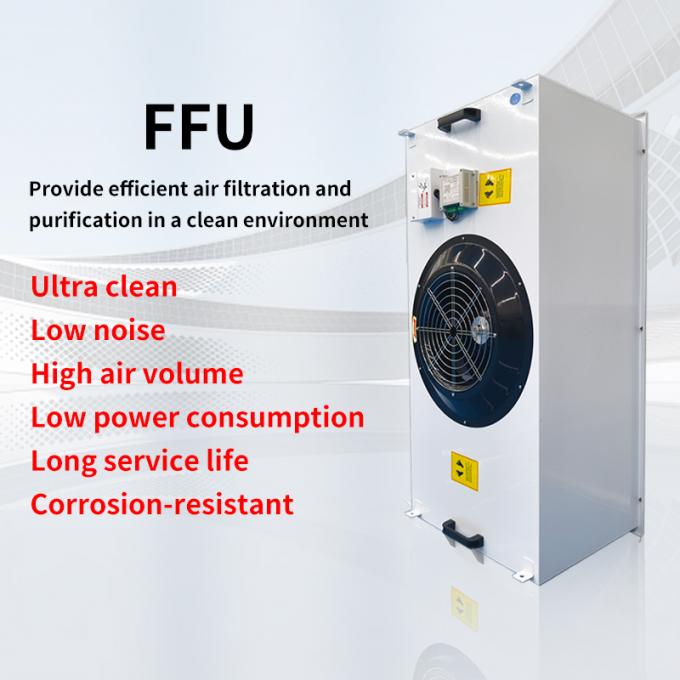 FFU
Provide efficient air filtration and
purification in a clean environment
Ultra clean
Low noise
High air volume
Low power consumption
Long service life
Corrosion-resistant